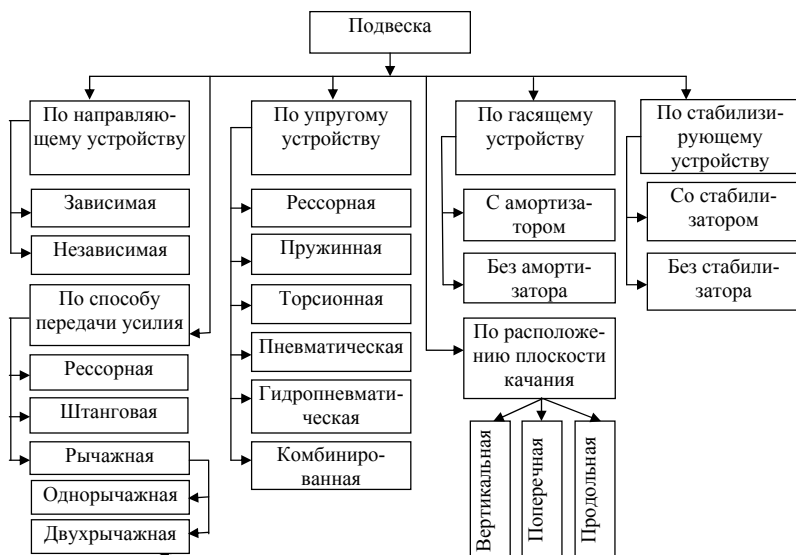 Подвеска
По направляю-
щему устройству
Зависимая
Независимая
По способу
передачи усилия
Рессорная
Штанговая
Рычажная
Однорычажная
Двухрычажная
По упругому
устройству
Рессорная
Пружинная
Торсионная
Пневматическая
Гидропневмати-
ческая
Комбиниро-
ванная
По гасящему
устройству
С амортиза-
тором
Без аморти-
затора
По расположе-
нию плоскости
качания
Вертикальная
Поперечная
Продольная
По стабилизи-
рующему
устройству
Со стабили-
затором
Без стабили-
затора